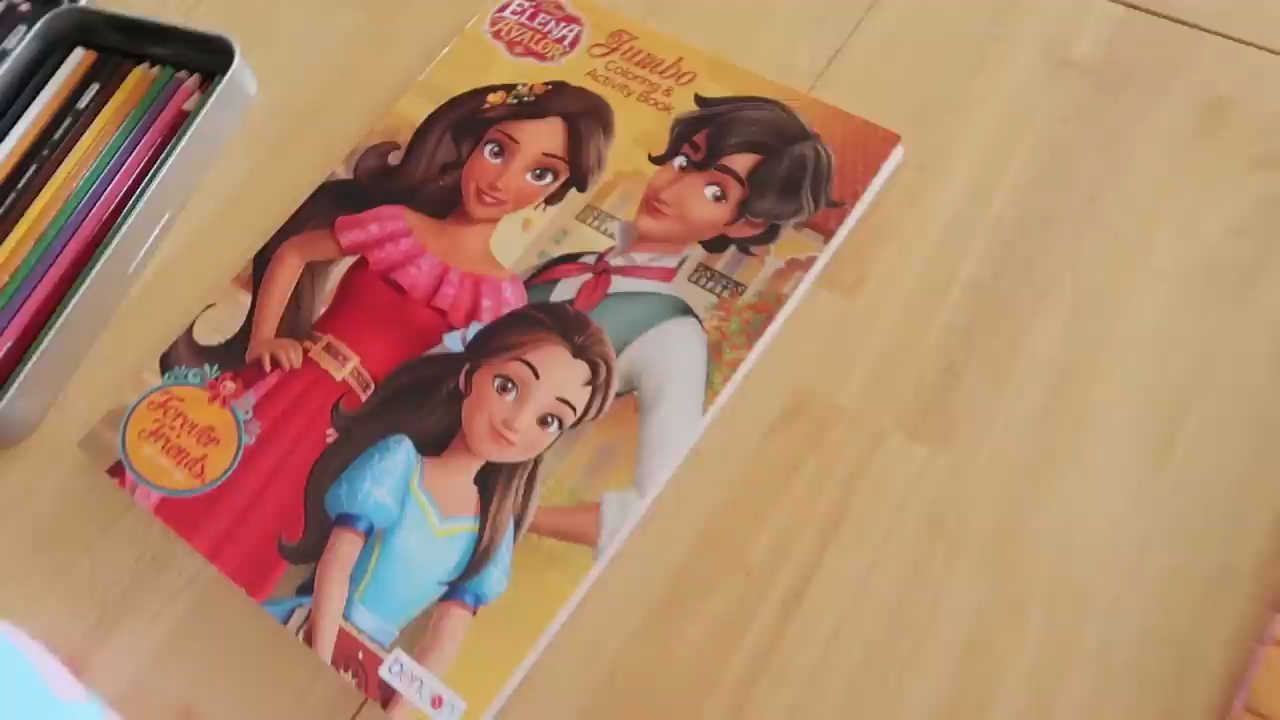 ELENA
AVALOR
Jumbo
Coloring &
Activity Book
Forever
Friends